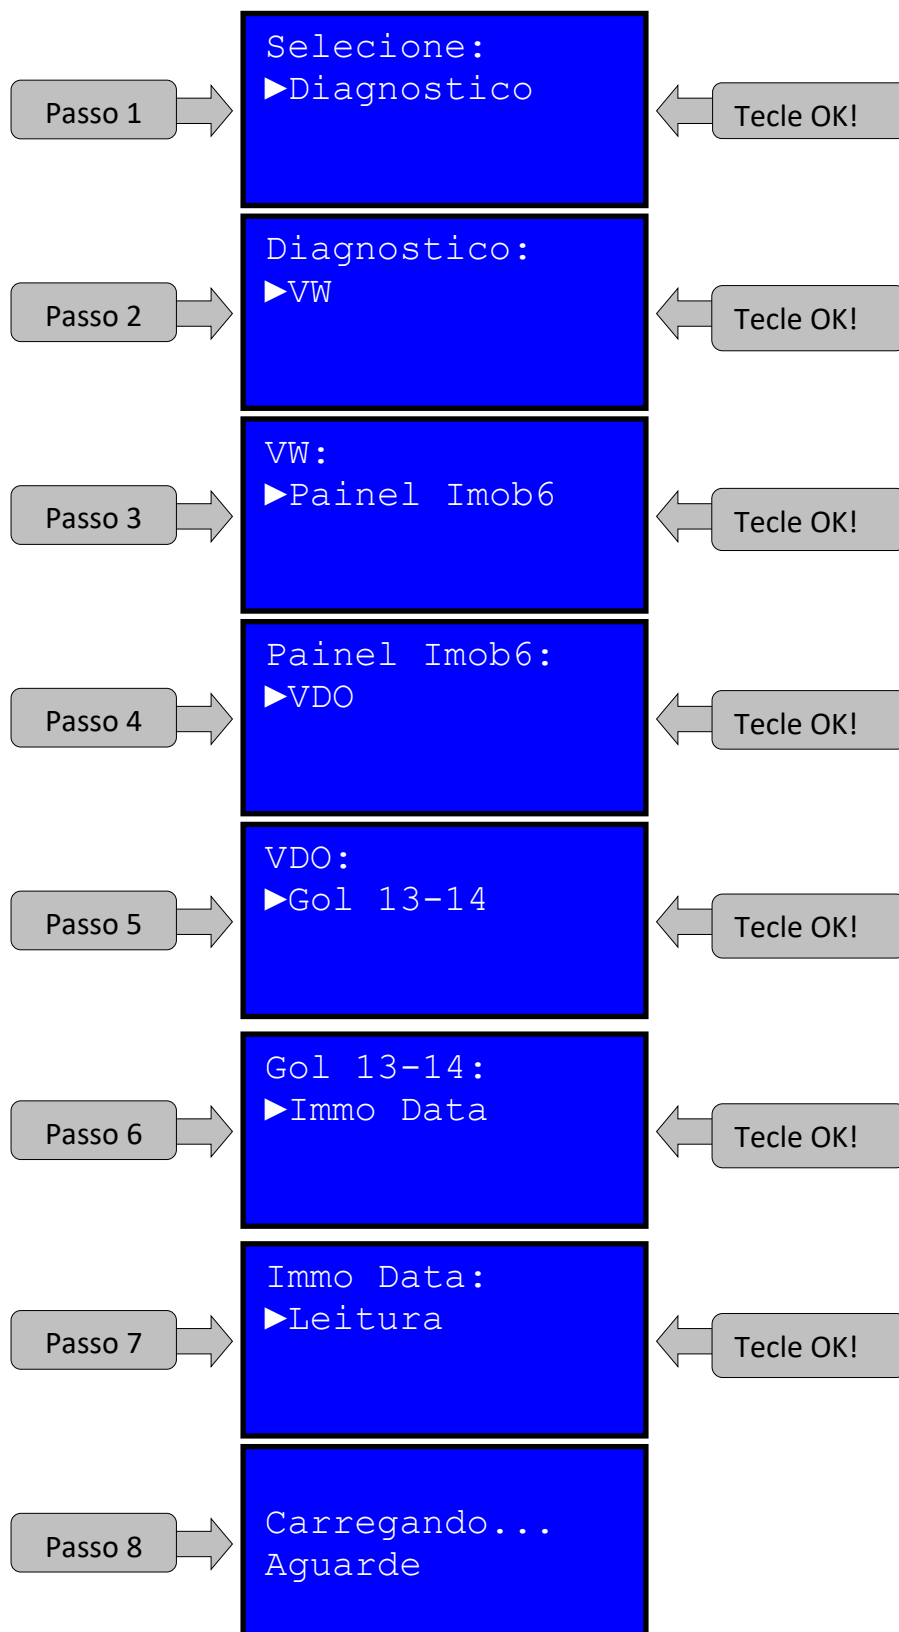 Passo 1
Selecione:
►Diagnostico
Tecle OK!
Passo 2
Diagnostico:
►VW
Tecle OK!
Passo 3
VW:
►Painel Imob6
Tecle OK!
Passo 4
Painel Imob6:
►VDO
Tecle OK!
Passo 5
VDO:
►Gol 13-14
Tecle OK!
Passo 6
Gol 13-14:
►Immo Data
Tecle OK!
Passo 7
Immo Data:
►Leitura
Tecle OK!
Passo 8
Carregando...
Aguarde